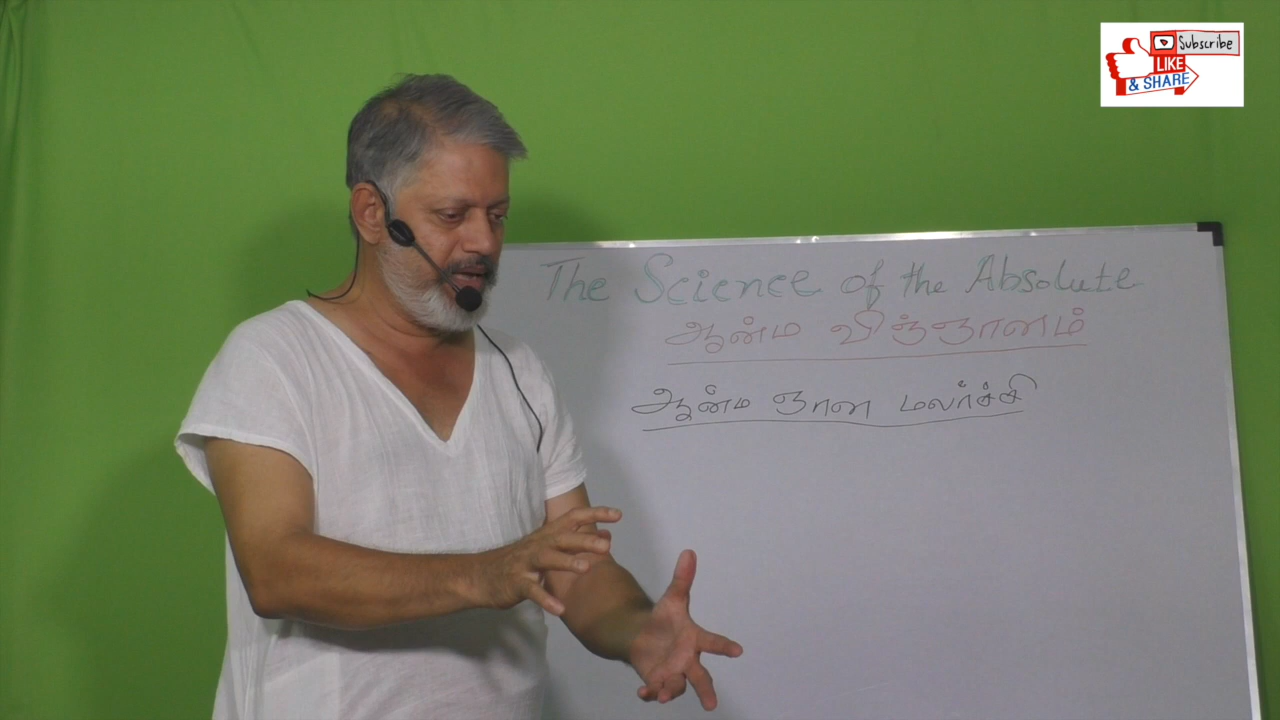 Subscribe
LIKE
& SHARE
The Science of the Absolute
ஆன்ம விஞ்ஞானம்
ஆன்ம ஞான மலர்ச்சி